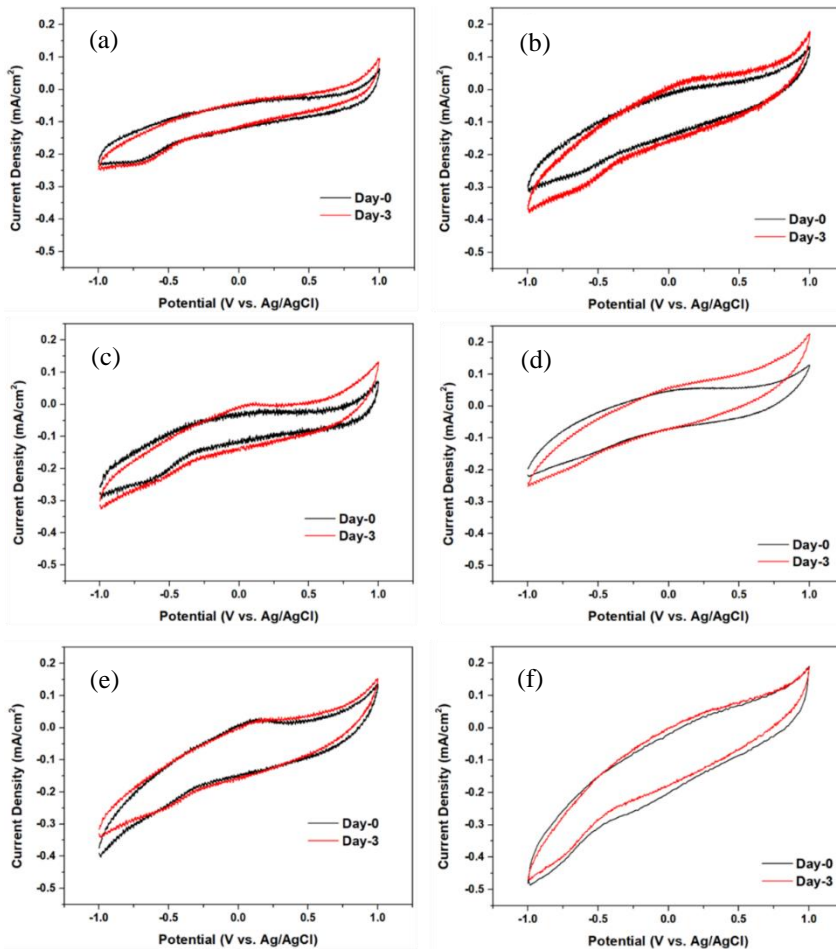 (a)
0.2
0.1
0.0
-0.1
-0.2
-0.3
-0.4
-0.5
Current Density (mA/cm²)
Day-0
Day-3
-1.0 -0.5 0.0 0.5 1.0
Potential (V vs. Ag/AgCl)
(b)
0.2
0.1
0.0
-0.1
-0.2
-0.3
-0.4
-0.5
Current Density (mA/cm²)
Day-0
Day-3
-1.0 -0.5 0.0 0.5 1.0
Potential (V vs. Ag/AgCl)
(c)
0.2
0.1
0.0
-0.1
-0.2
-0.3
-0.4
-0.5
Current Density (mA/cm²)
Day-0
Day-3
-1.0 -0.5 0.0 0.5 1.0
Potential (V vs. Ag/AgCl)
(d)
0.2
0.1
0.0
-0.1
-0.2
-0.3
-0.4
-0.5
Current Density (mA/cm²)
Day-0
Day-3
-1.0 -0.5 0.0 0.5 1.0
Potential (V vs. Ag/AgCl)
(e)
0.2
0.1
0.0
-0.1
-0.2
-0.3
-0.4
-0.5
Current Density (mA/cm²)
Day-0
Day-3
-1.0 -0.5 0.0 0.5 1.0
Potential (V vs. Ag/AgCl)
(f)
0.2
0.1
0.0
-0.1
-0.2
-0.3
-0.4
-0.5
Current Density (mA/cm²)
Day-0
Day-3
-1.0 -0.5 0.0 0.5 1.0
Potential (V vs. Ag/AgCl)